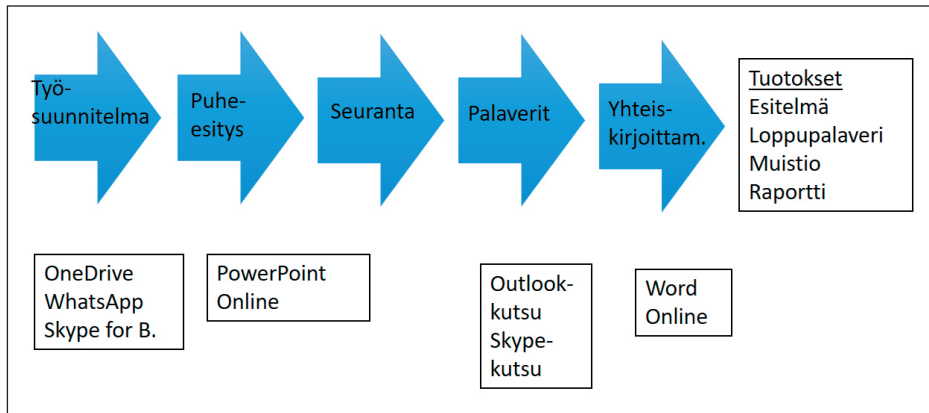 Työ-
suunnitelma
Puhe-
esitys
Seuranta
Palaverit
Yhteis-
kirjoittam.
Tuotokset
Esitelmä
Loppupalaveri
Muistio
Raportti
OneDrive
WhatsApp
Skype for B.
PowerPoint
Online
Outlook-
kutsu
Skype-
kutsu
Word
Online